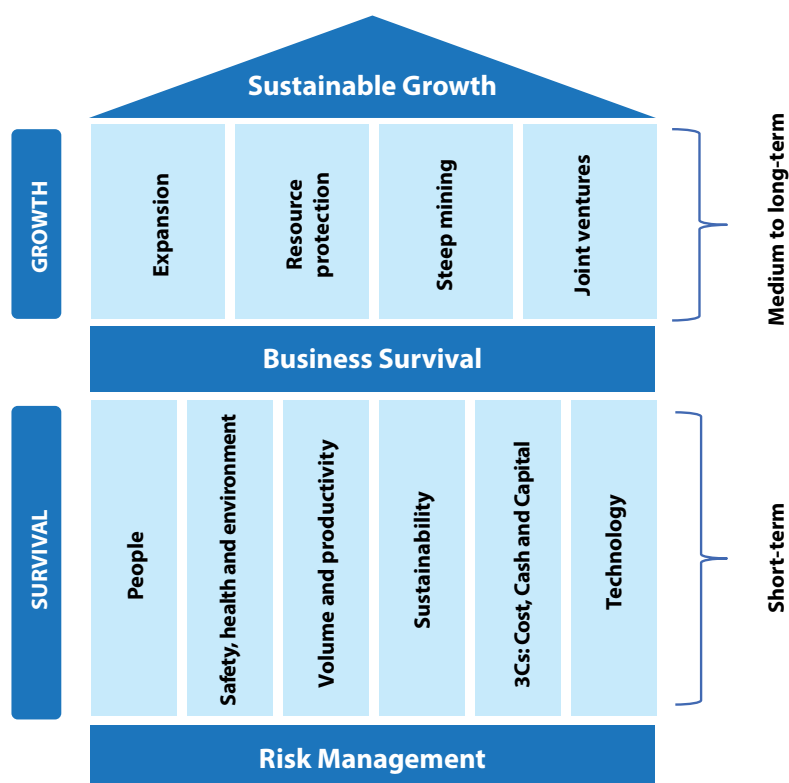 Sustainable Growth
GROWTH
Expansion
Resource
protection
Steep mining
Joint ventures
Medium to long-term
Business Survival
SURVIVAL
People
Safety, health and environment
Volume and productivity
Sustainability
3Cs: Cost, Cash and Capital
Technology
Short-term
Risk Management